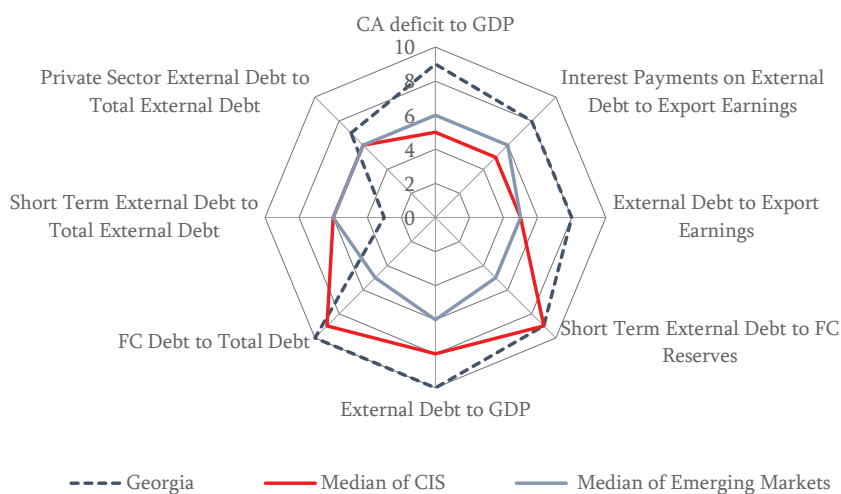 CA deficit to GDP
10
8
6
4
2
0
Private Sector External Debt to
Total External Debt
Interest Payments on External
Debt to Export Earnings
Short Term External Debt to
Total External Debt
External Debt to Export
Earnings
FC Debt to Total Debt
Short Term External Debt to FC
Reserves
External Debt to GDP
Georgia
Median of CIS
Median of Emerging Markets